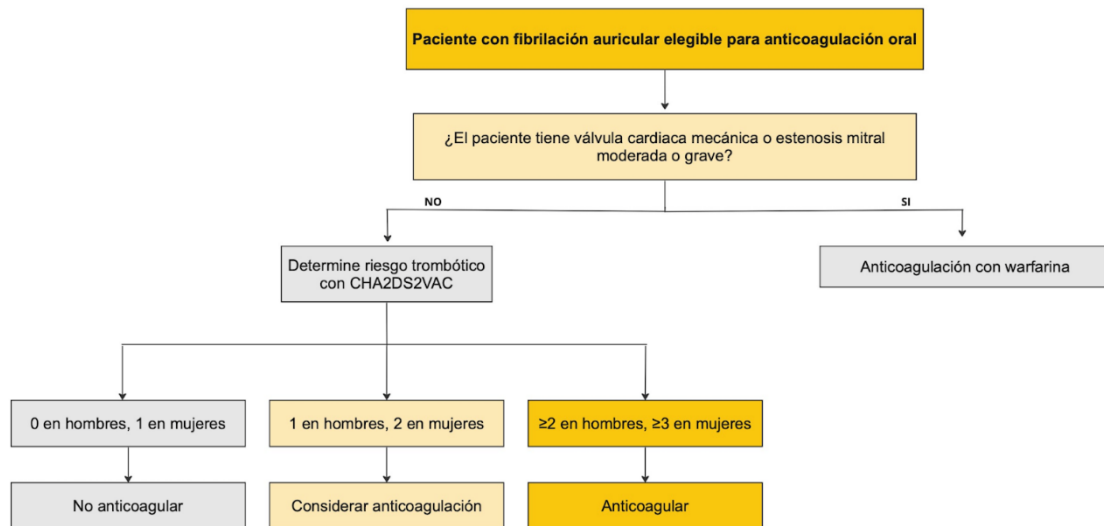 Paciente con fibrilación auricular elegible para anticoagulación oral
¿El paciente tiene válvula cardiaca mecánica o estenosis mitral
moderada o grave?
NO
SI
Determine riesgo trombótico
con CHA2DS2VAC
Anticoagulación con warfarina
0 en hombres, 1 en mujeres
1 en hombres, 2 en mujeres
≥2 en hombres, ≥3 en mujeres
No anticoagular
Considerar anticoagulación
Anticoagular